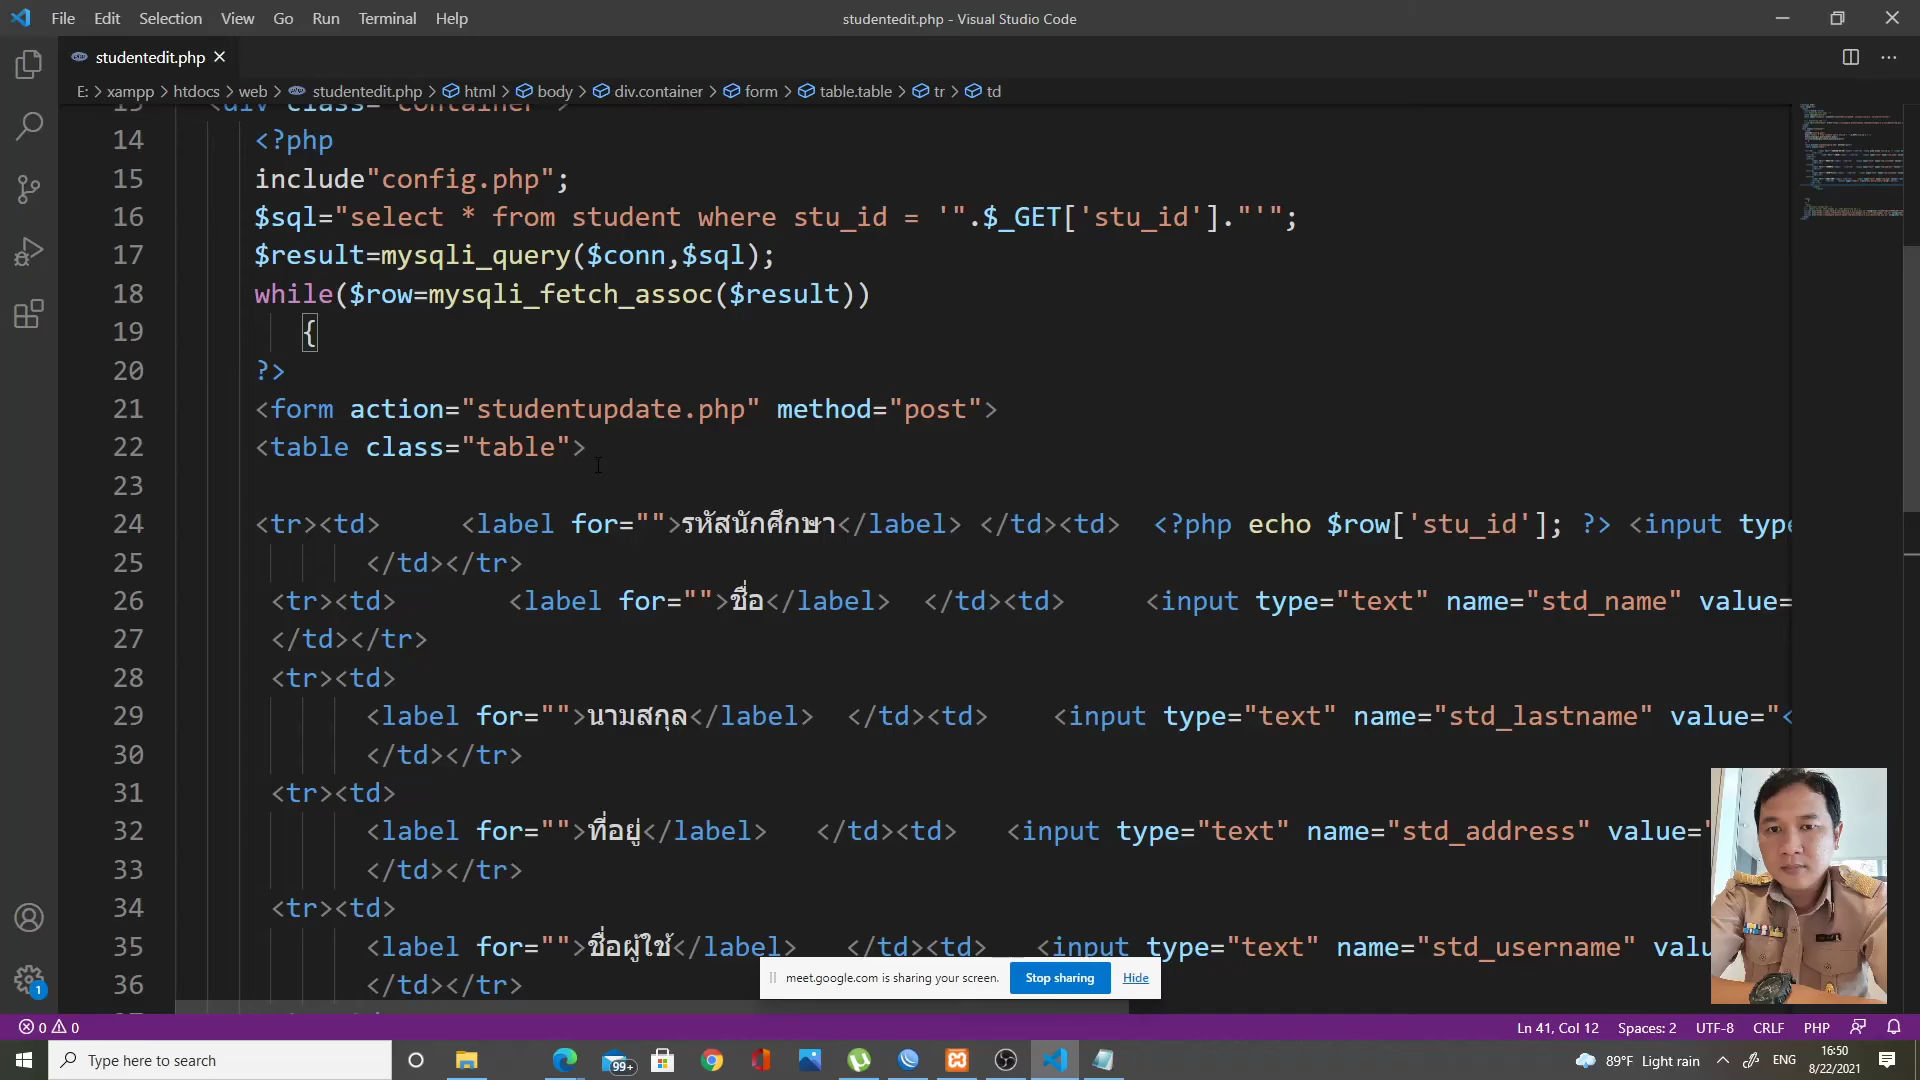 File Edit Selection View Go Run Terminal Help
studentedit.php - Visual Studio Code
studentedit.php
E: > xampp > htdocs > web > studentedit.php > html > body > div.container > form > table.table > tr > td
14 <?php
15 include"config.php";
16 $sql="select * from student where stu_id = '".$_GET['stu_id']."'";
17 $result=mysqli_query($conn,$sql);
18 while($row=mysqli_fetch_assoc($result))
19 {
20 ?>
21 <form action="studentupdate.php" method="post">
22 <table class="table">
23
24 <tr><td> <label for="">รหัสนักศึกษา</label> </td><td> <?php echo $row['stu_id']; ?> <input type
25 </td></tr>
26 <tr><td> <label for="">ชื่อ</label> </td><td> <input type="text" name="std_name" value=
27 </td></tr>
28 <tr><td>
29 <label for="">นามสกุล</label> </td><td> <input type="text" name="std_lastname" value="<
30 </td></tr>
31 <tr><td>
32 <label for="">ที่อยู่</label> </td><td> <input type="text" name="std_address" value="
33 </td></tr>
34 <tr><td>
35 <label for="">ชื่อผู้ใช้</label> </td><td> <input type="text" name="std_username" valu
36 </td></tr>
meet.google.com is sharing your screen. Stop sharing Hide
0 0 Ln 41, Col 12 Spaces: 2 UTF-8 CRLF PHP
1
Type here to search
99+
89°F Light rain ENG
16:50
8/22/2021